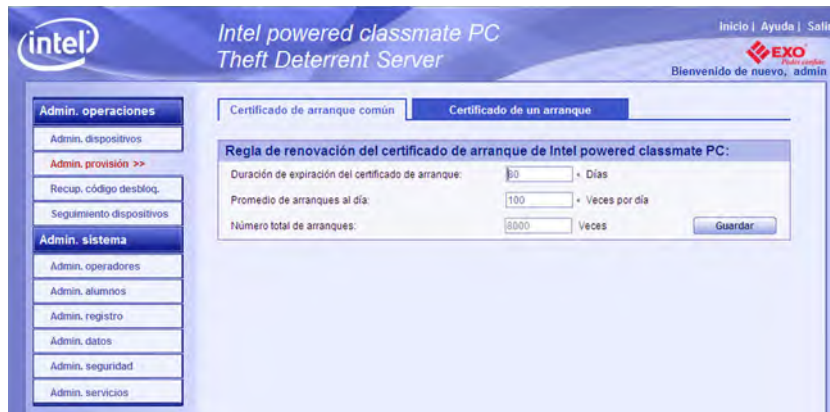 intel
Intel powered classmate PC
Theft Deterrent Server
Inicio | Ayuda | Salir
EXO
Bienvenido de nuevo, admin
Admin. operaciones
Admin. dispositivos
Admin. provisión >>
Recup. código desbloq.
Seguimiento dispositivos
Admin. sistema
Admin. operadores
Admin. alumnos
Admin. registro
Admin. datos
Admin. seguridad
Admin. servicios
Certificado de arranque común
Certificado de un arranque
Regla de renovación del certificado de arranque de Intel powered classmate PC:
Duración de expiración del certificado de arranque: 80 * Días
Promedio de arranques al día: 100 * Veces por día
Número total de arranques: 8000 Veces Guardar